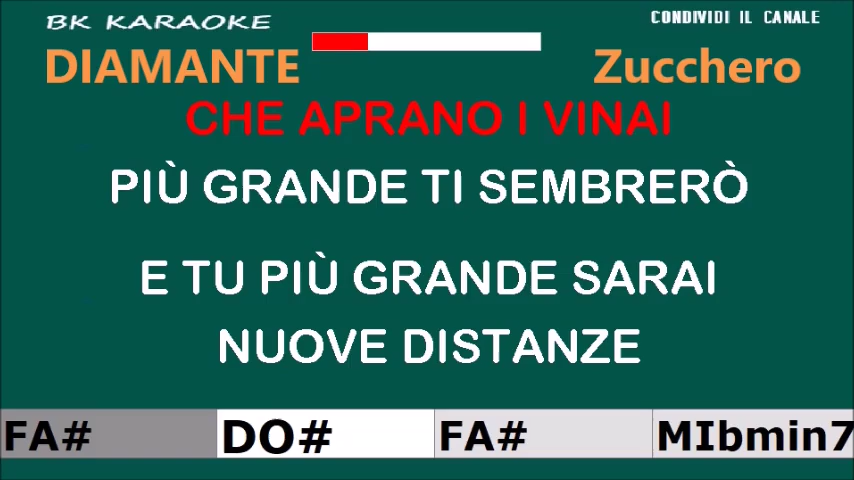 BK KARAOKE
CONDIVIDI IL CANALE
DIAMANTE
Zucchero
CHE APRANO I VINAI
PIÙ GRANDE TI SEMBRERÒ
E TU PIÙ GRANDE SARAI
NUOVE DISTANZE
FA# DO# FA# MIbmin7